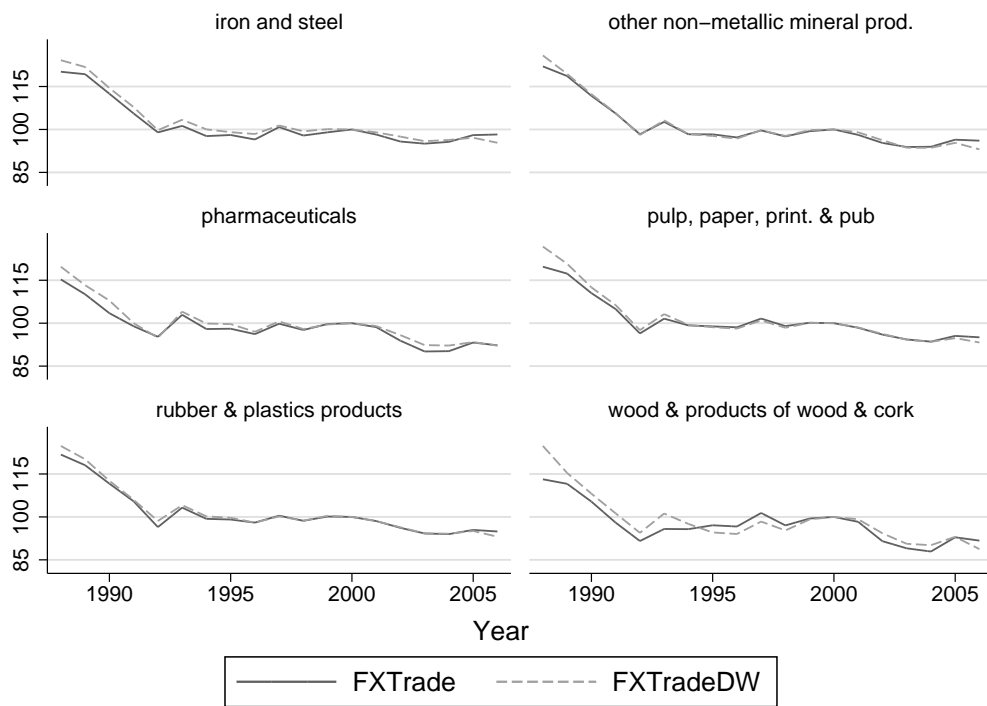 iron and steel
other non−metallic mineral prod.
115
100
85
pharmaceuticals
pulp, paper, print. & pub
115
100
85
rubber & plastics products
wood & products of wood & cork
115
100
85
1990 1995 2000 2005 1990 1995 2000 2005
Year
FXTrade FXTradeDW